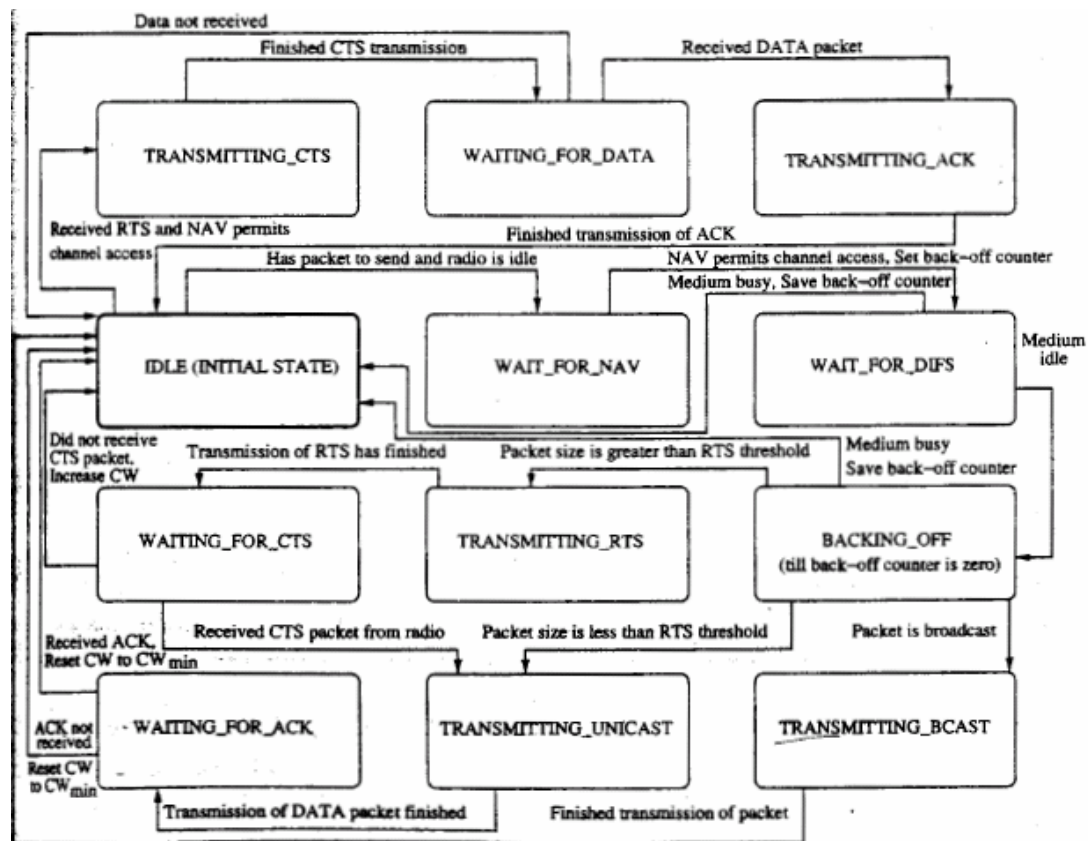 Data not received
Finished CTS transmission
Received DATA packet
TRANSMITTING_CTS
WAITING_FOR_DATA
TRANSMITTING_ACK
Received RTS and NAV permits
channel access
Finished transmission of ACK
Has packet to send and radio is idle
NAV permits channel access, Set back-off counter
Medium busy, Save back-off counter
IDLE (INITIAL STATE)
WAIT_FOR_NAV
WAIT_FOR_DIFS
Medium
idle
Did not receive
CTS packet,
Increase CW
Transmission of RTS has finished
Packet size is greater than RTS threshold
Medium busy
Save back-off counter
WAITING_FOR_CTS
TRANSMITTING_RTS
BACKING_OFF
(till back-off counter is zero)
Received ACK,
Reset CW to CWmin
Received CTS packet from radio
Packet size is less than RTS threshold
Packet is broadcast
WAITING_FOR_ACK
TRANSMITTING_UNICAST
TRANSMITTING_BCAST
ACK not
received
Reset CW
to CWmin
Transmission of DATA packet finished
Finished transmission of packet